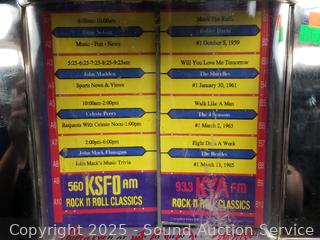 6:00am-10:00am
Gene Nelson
Music - Fun - News
5:25-6:25-7:25-8:25-9:25am
John Madden
Sports News & Views
10:00am-2:00pm
Celeste Perry
Baquests With Celeste Noon-1:00pm
2:00pm-6:00pm
John Mack Flanagan
John Mack's Music Trivia
560 KSFO AM
ROCK N ROLL CLASSICS
Mack The Knife
Bobby Darin
#1 October 5, 1959
Will You Love Me Tomorrow
The Shirelles
#1 January 30, 1961
Walk Like A Man
The 4 Seasons
#1 March 2, 1963
Eight Days A Week
The Beatles
#1 March 13, 1965
93.3 KYA FM
ROCK N ROLL CLASSICS
Copyright 2025 - Sound Auction Service